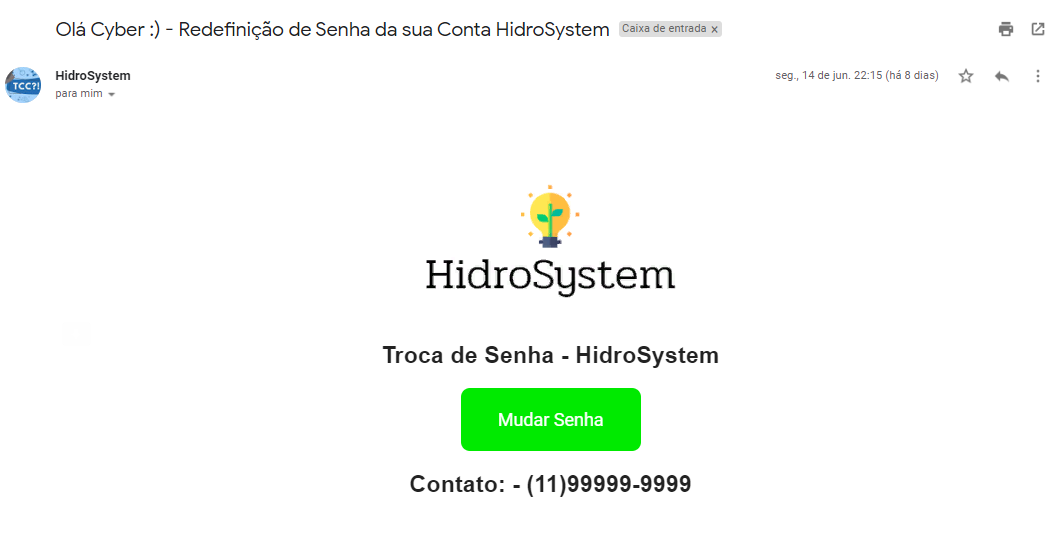 Olá Cyber :) - Redefinição de Senha da sua Conta HidroSystem Caixa de entrada x
HidroSystem seg., 14 de jun. 22:15 (há 8 dias)
TCC?!
para mim
HidroSystem
Troca de Senha - HidroSystem
Mudar Senha
Contato: - (11)99999-9999